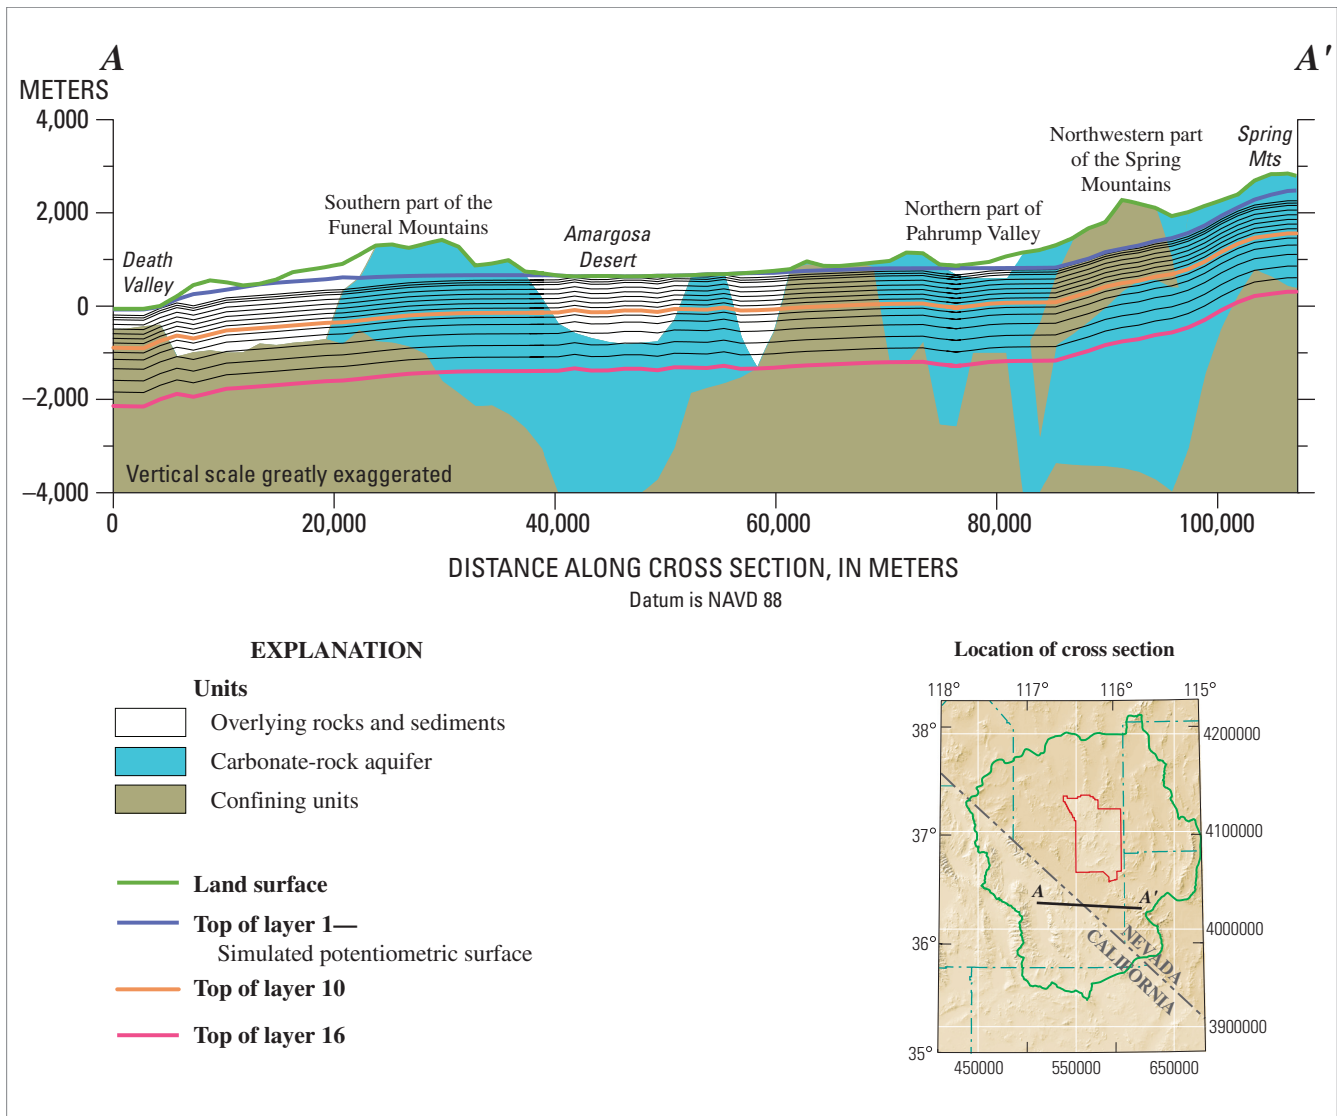 A
A'
METERS
4,000
2,000
0
–2,000
–4,000
Death
Valley
Southern part of the
Funeral Mountains
Amargosa
Desert
Northern part of
Pahrump Valley
Northwestern part
of the Spring
Mountains
Spring
Mts
Vertical scale greatly exaggerated
0
20,000
40,000
60,000
80,000
100,000
DISTANCE ALONG CROSS SECTION, IN METERS
Datum is NAVD 88
EXPLANATION
Units
Overlying rocks and sediments
Carbonate-rock aquifer
Confining units
Land surface
Top of layer 1—
Simulated potentiometric surface
Top of layer 10
Top of layer 16
Location of cross section
118°
117°
116°
115°
38°
37°
36°
35°
4200000
4100000
4000000
3900000
A
A'
NEVADA
CALIFORNIA
450000
550000
650000